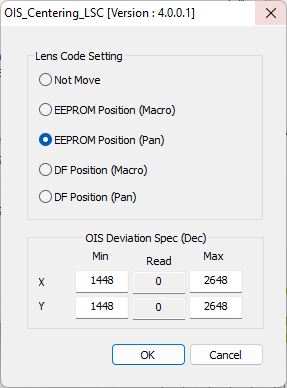 OIS_Centering_LSC [Version : 4.0.0.1]
Lens Code Setting
Not Move
EEPROM Position (Macro)
EEPROM Position (Pan)
DF Position (Macro)
DF Position (Pan)
OIS Deviation Spec (Dec)
Min Read Max
X 1448 0 2648
Y 1448 0 2648
OK Cancel